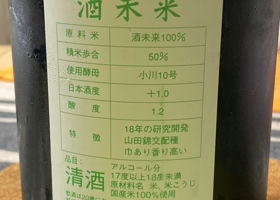 酒未来
原料米 酒未来100%
精米歩合 50%
使用酵母 小川10号
日本酒度 +1.0
酸度 1.2
特徴 18年の研究開発
山田錦交配種
巾あり香り高い
品目:
清酒
アルコール分
17度以上18度未満
原材料名 米、米こうじ
国産米100%使用